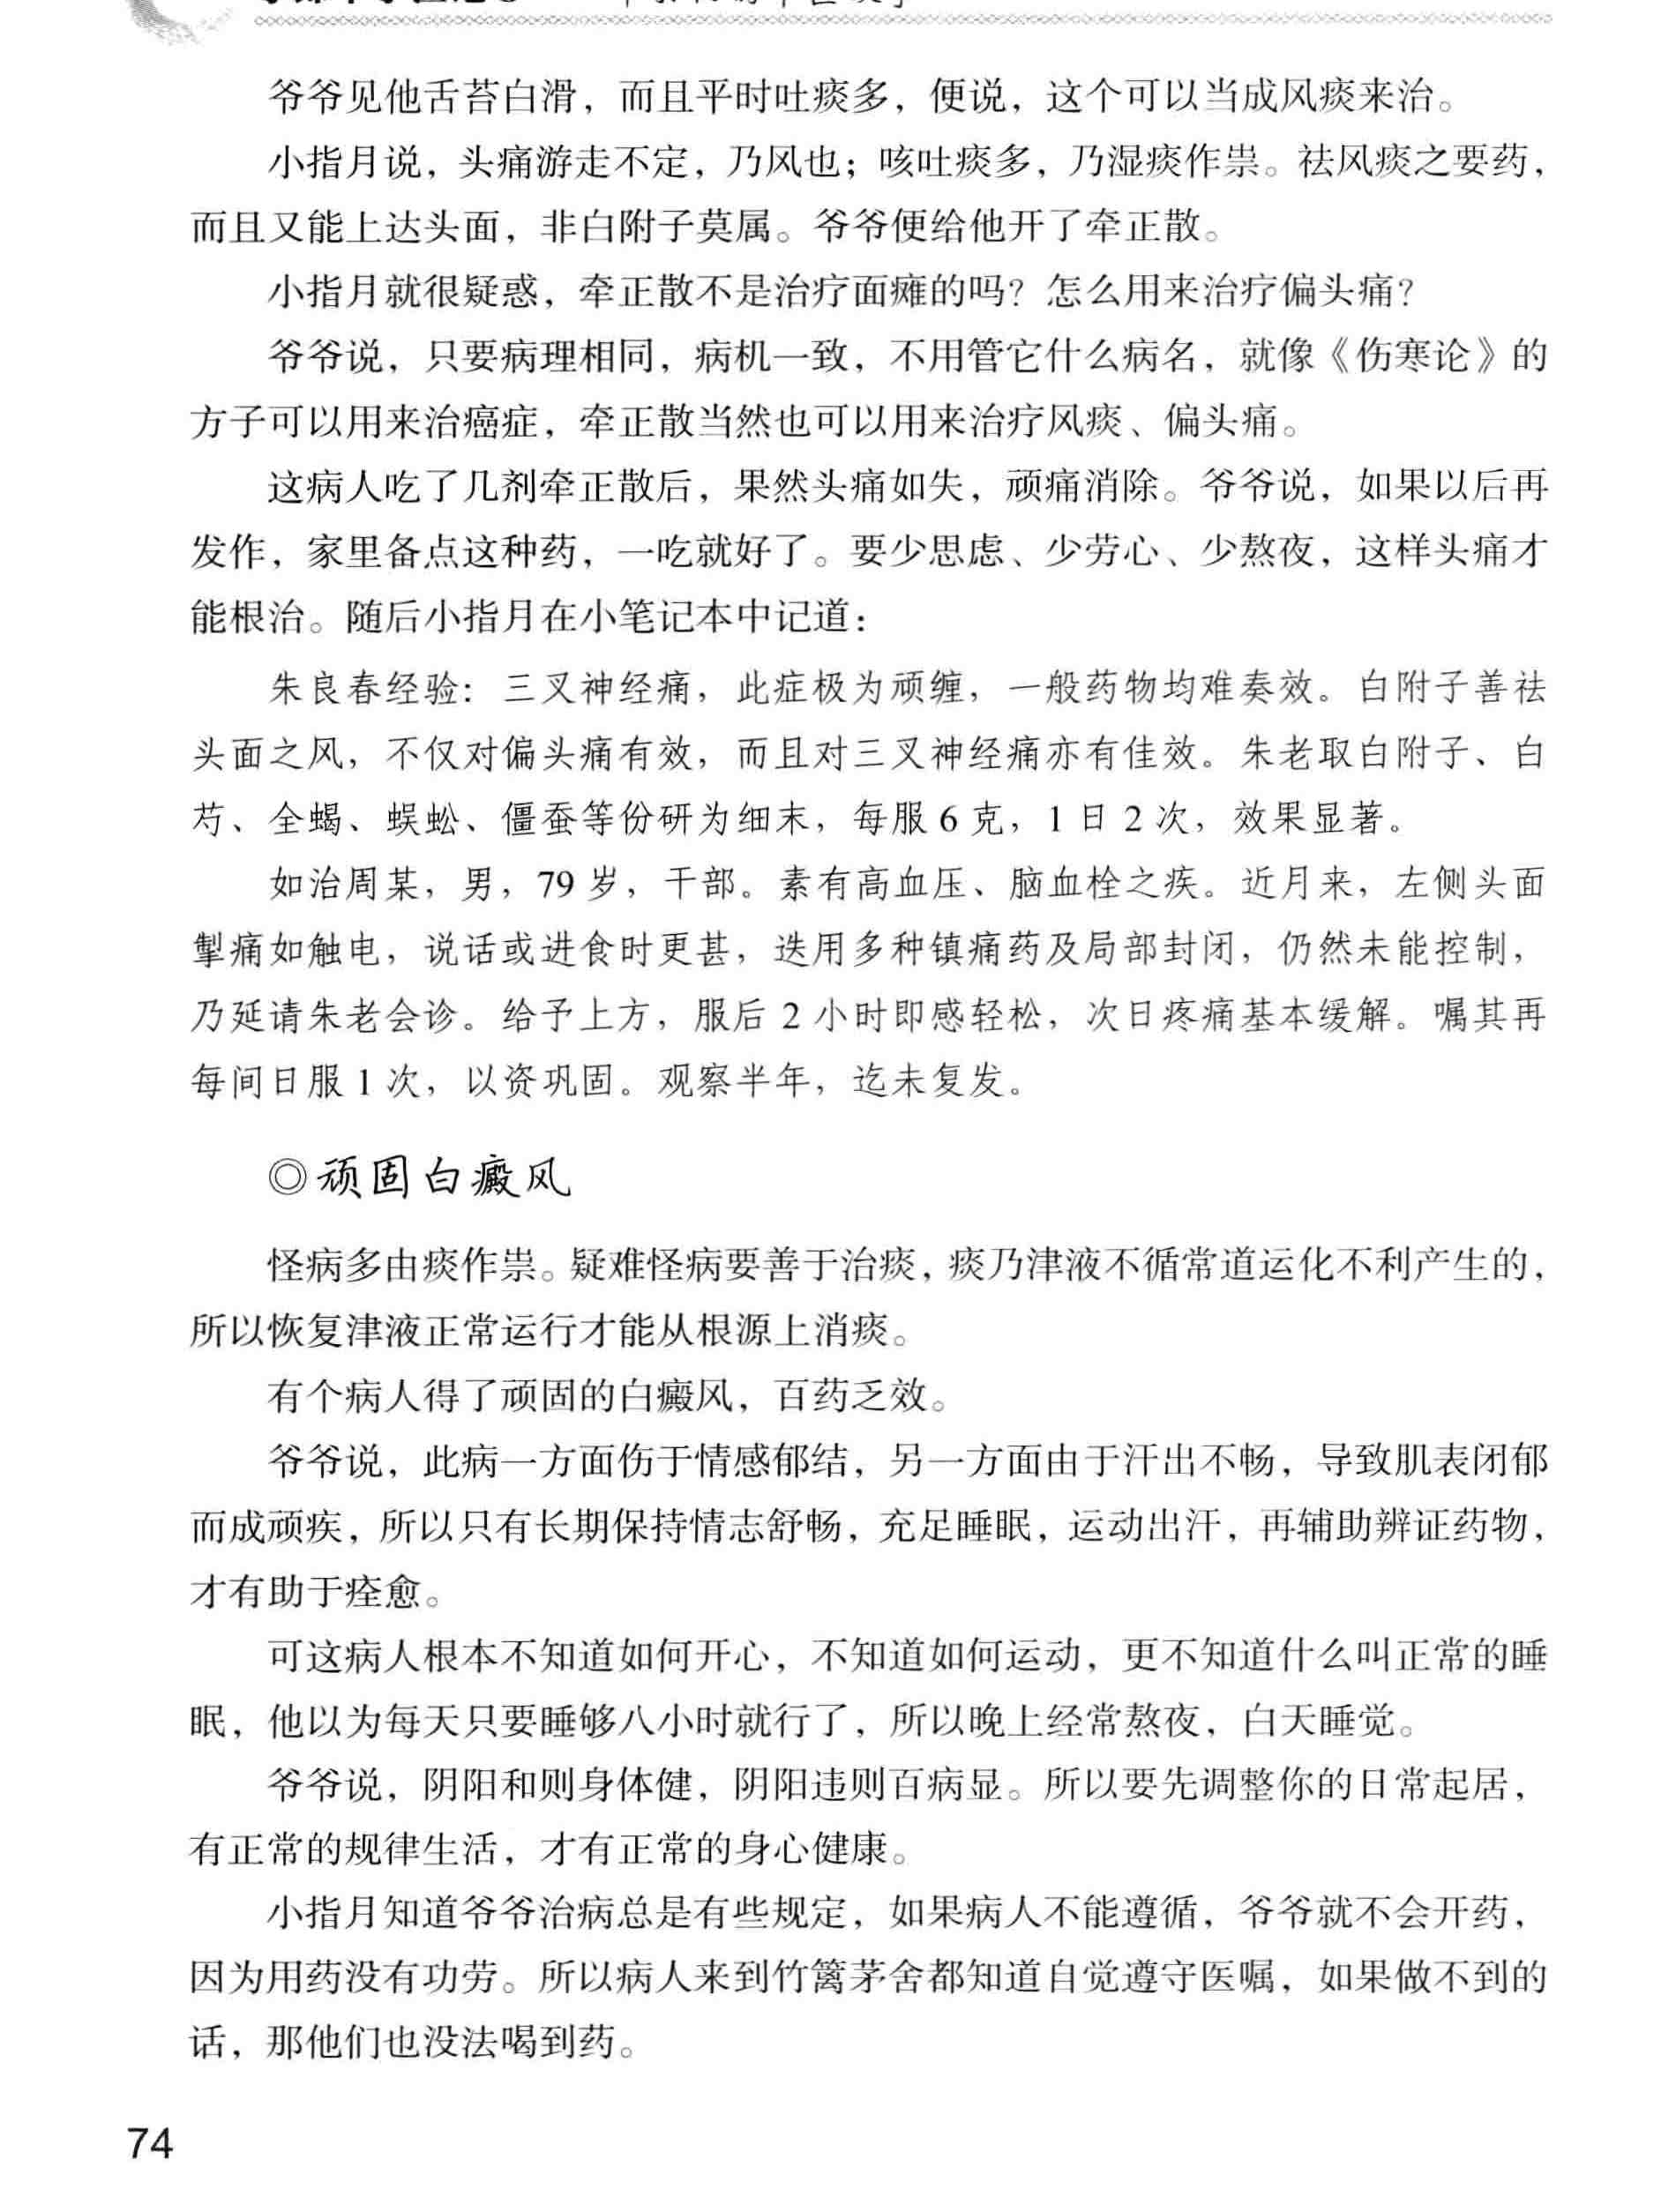 爷爷见他舌苔白滑，而且平时吐痰多，便说，这个可以当成风痰来治。
小指月说，头痛游走不定，乃风也；咳吐痰多，乃湿痰作祟。祛风痰之要药，
而且又能上达头面，非白附子莫属。爷爷便给他开了牵正散。
小指月就很疑惑，牵正散不是治疗面瘫的吗？怎么用来治疗偏头痛？
爷爷说，只要病理相同，病机一致，不用管它什么病名，就像《伤寒论》的
方子可以用来治癌症，牵正散当然也可以用来治疗风痰、偏头痛。
这病人吃了几剂牵正散后，果然头痛如失，顽痛消除。爷爷说，如果以后再
发作，家里备点这种药，一吃就好了。要少思虑、少劳心、少熬夜，这样头痛才
能根治。随后小指月在小笔记本中记道：
朱良春经验：三叉神经痛，此症极为顽缠，一般药物均难奏效。白附子善祛
头面之风，不仅对偏头痛有效，而且对三叉神经痛亦有佳效。朱老取白附子、白
芍、全蝎、蜈蚣、僵蚕等份研为细末，每服 6 克，1 日 2 次，效果显著。
如治周某，男，79 岁，干部。素有高血压、脑血栓之疾。近月来，左侧头面
掣痛如触电，说话或进食时更甚，迭用多种镇痛药及局部封闭，仍然未能控制，
乃延请朱老会诊。给予上方，服后 2 小时即感轻松，次日疼痛基本缓解。嘱其再
每间日服 1 次，以资巩固。观察半年，迄未复发。
◎顽固白癜风
怪病多由痰作祟。疑难怪病要善于治痰，痰乃津液不循常道运化不利产生的，
所以恢复津液正常运行才能从根源上消痰。
有个病人得了顽固的白癜风，百药乏效。
爷爷说，此病一方面伤于情感郁结，另一方面由于汗出不畅，导致肌表闭郁
而成顽疾，所以只有长期保持情志舒畅，充足睡眠，运动出汗，再辅助辨证药物，
才有助于痊愈。
可这病人根本不知道如何开心，不知道如何运动，更不知道什么叫正常的睡
眠，他以为每天只要睡够八小时就行了，所以晚上经常熬夜，白天睡觉。
爷爷说，阴阳和则身体健，阴阳违则百病显。所以要先调整你的日常起居，
有正常的规律生活，才有正常的身心健康。
小指月知道爷爷治病总是有些规定，如果病人不能遵循，爷爷就不会开药，
因为用药没有功劳。所以病人来到竹篱茅舍都知道自觉遵守医嘱，如果做不到的
话，那他们也没法喝到药。
74